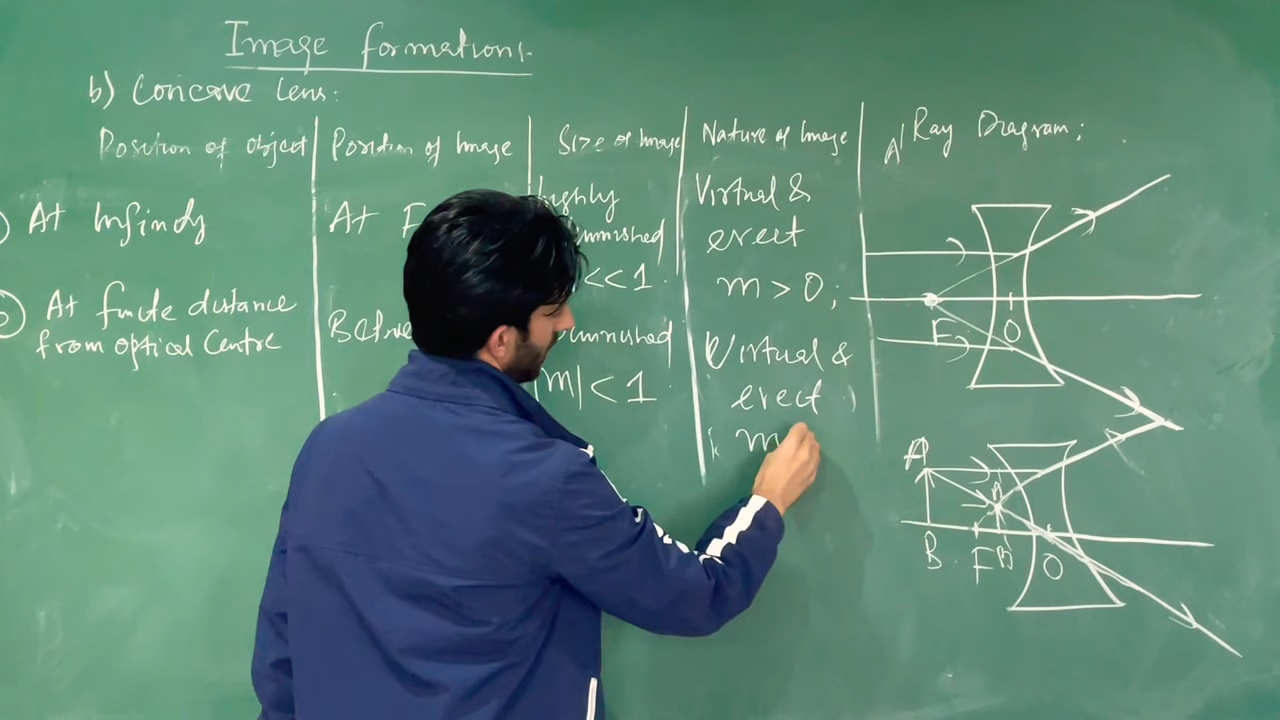 Image formations.
b) Concave Lens:
Position of object
Position of Image
Size of Image
Nature of Image
Ray Diagram;
A'
At Infinity
At F
highly
<< 1.
Virtual &
erect
m > 0;
F
O
At finite distance
from optical Centre
|m| < 1
Virtual &
erect
m
A
B
F
B'
O